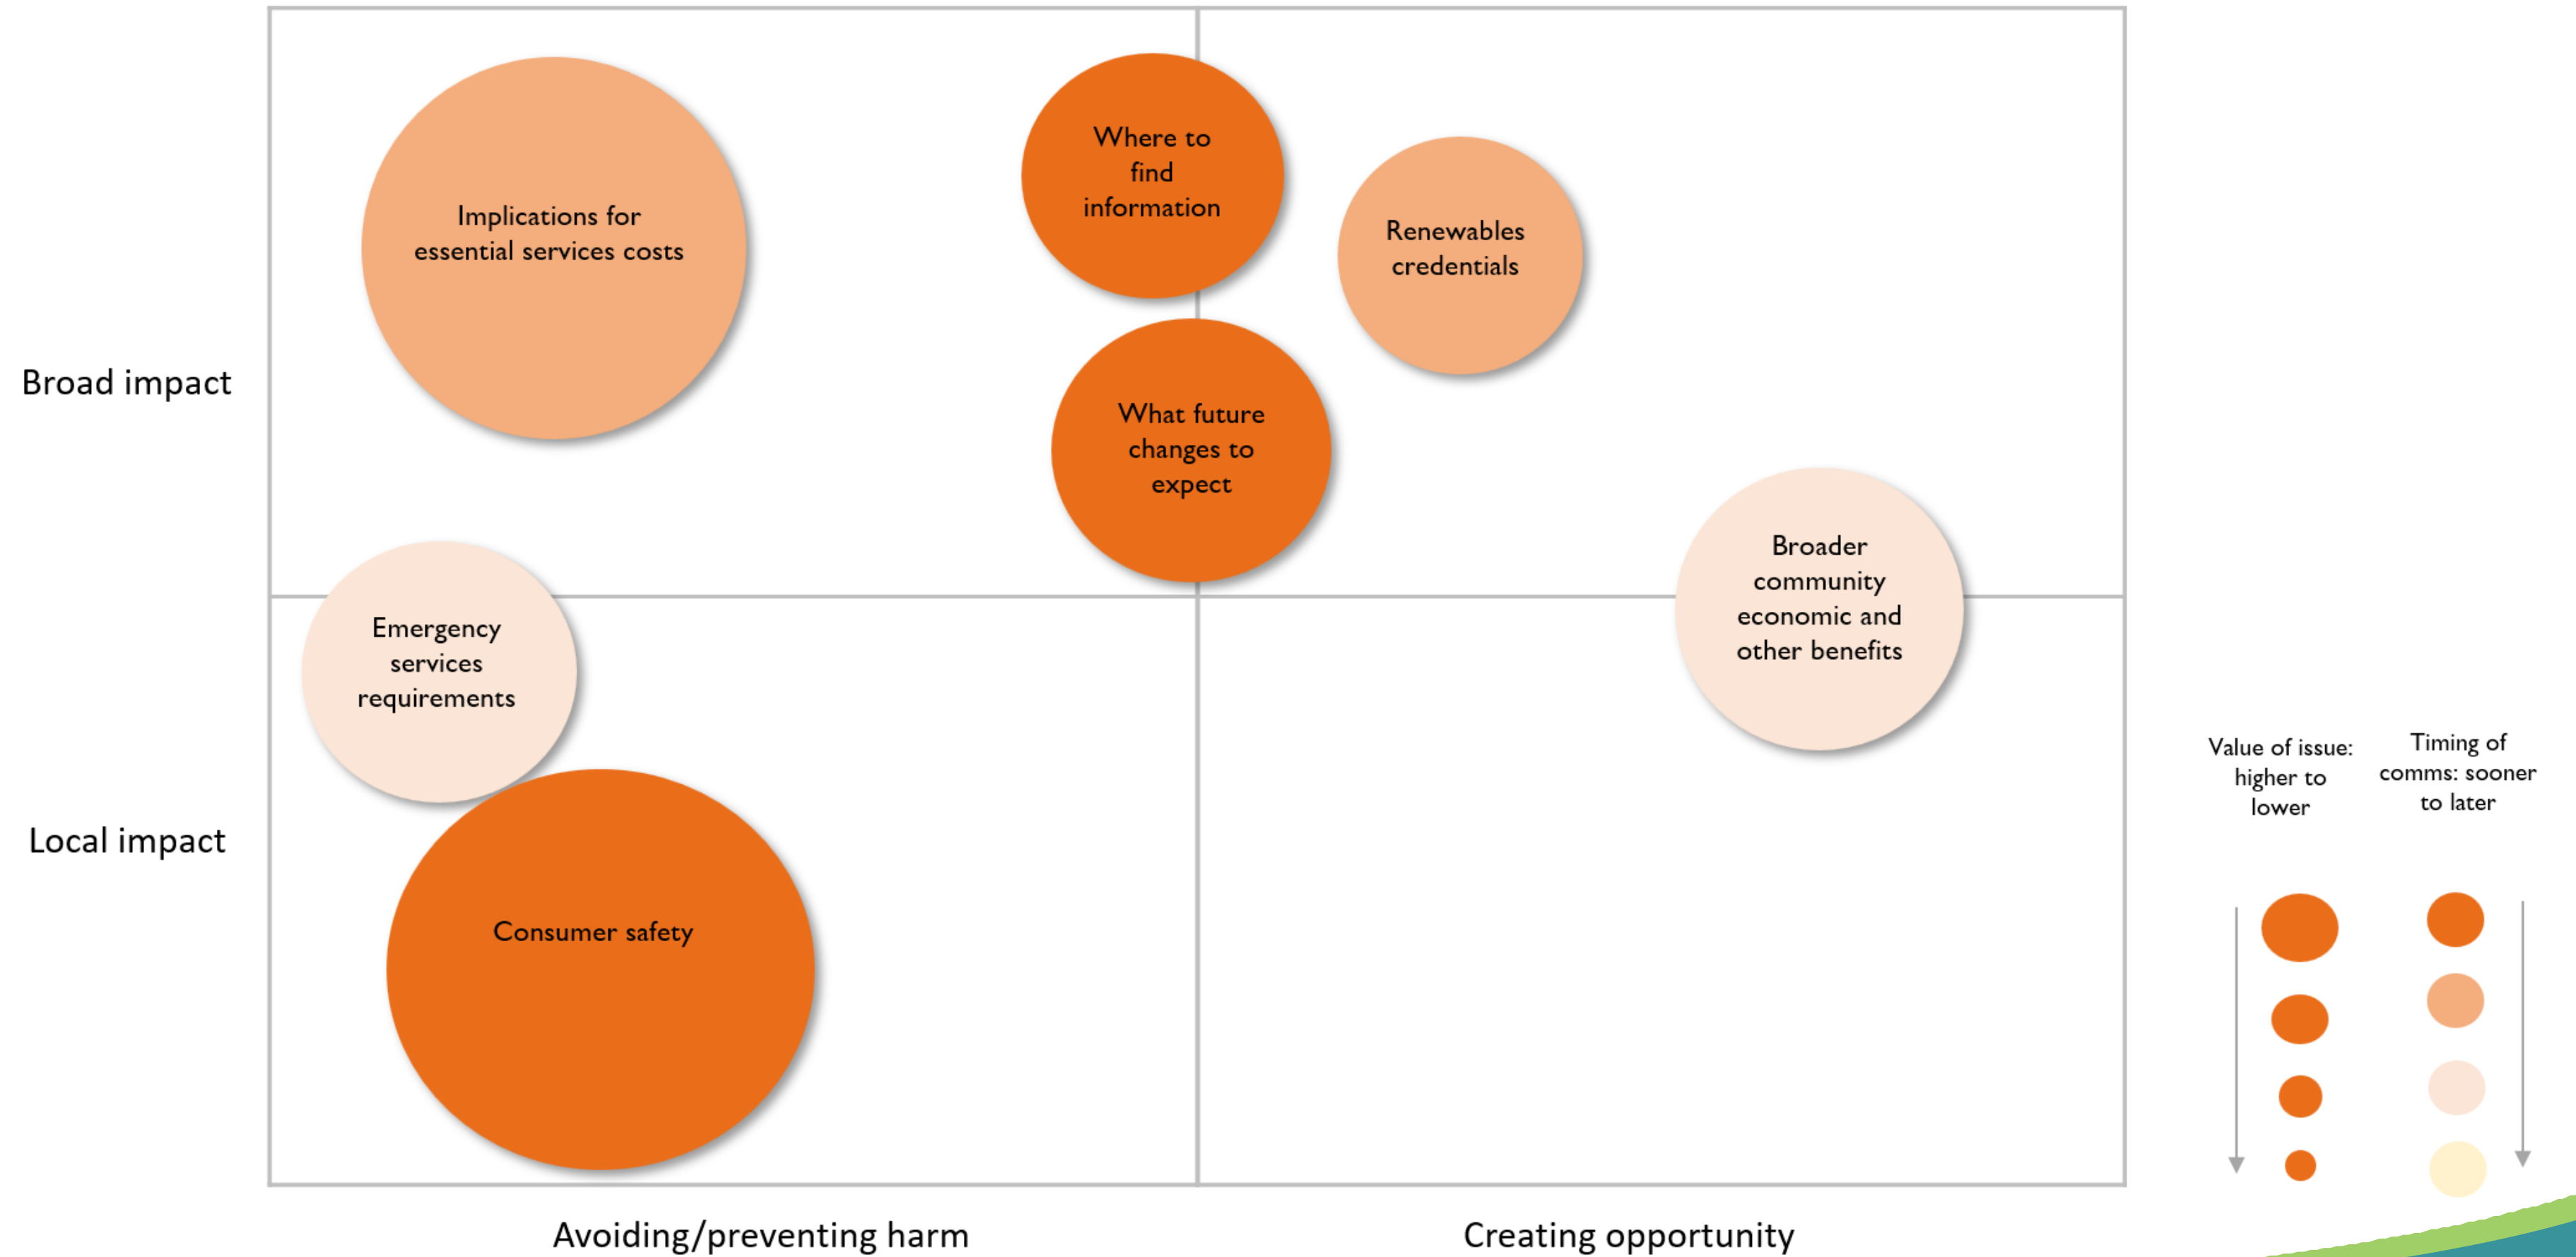 Where to
find
information
Implications for
essential services costs
Renewables
credentials
Broad impact
What future
changes to
expect
Broader
community
economic and
other benefits
Emergency
services
requirements
Value of issue:
higher to
lower
Timing of
comms: sooner
to later
Local impact
Consumer safety
Avoiding/preventing harm
Creating opportunity